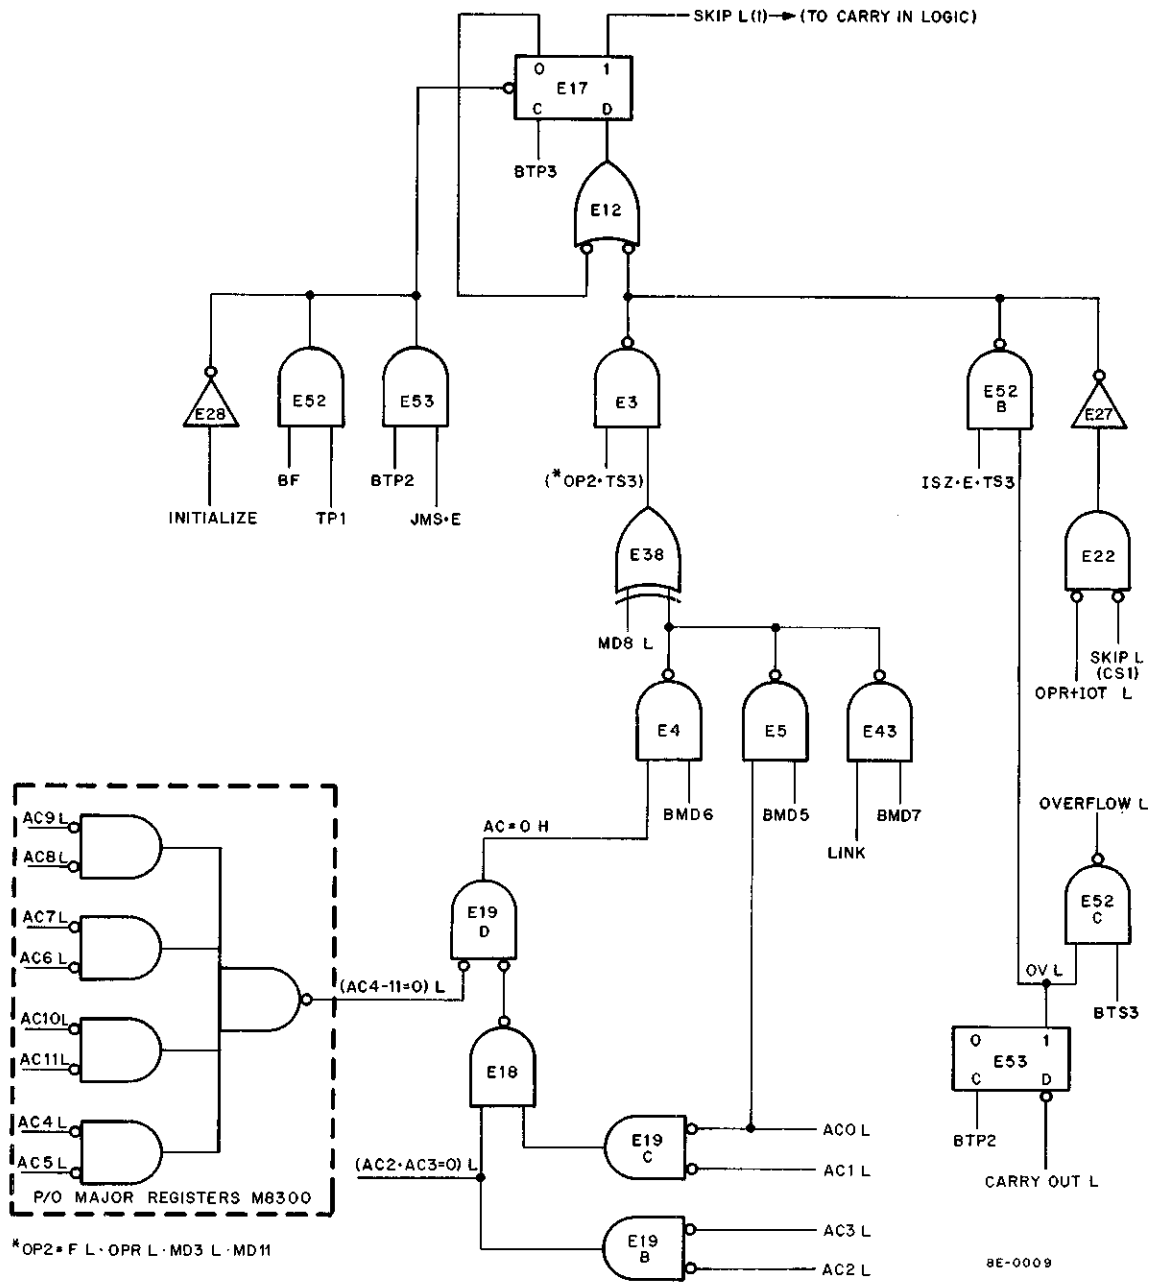 SKIP L(1) (TO CARRY IN LOGIC)
0 1
E17
C D
BTP3
E12
E28
E52
E53
E3
E52
B
E27
BF
BTP2
(*OP2·TS3)
ISZ·E·TS3
INITIALIZE
TP1
JMS·E
E38
E22
MD8 L
SKIP L
(CS1)
OPR+IOT L
E4
E5
E43
BMD6
BMD5
BMD7
LINK
OVERFLOW L
AC=0 H
AC9 L
AC8 L
E19
D
E52
C
AC7 L
AC6 L
(AC4-11=0) L
OV L
BTS3
AC10L
AC11L
E18
0 1
E53
C D
AC4 L
AC5 L
E19
C
AC0 L
AC1 L
BTP2
(AC2·AC3=0) L
CARRY OUT L
P/O MAJOR REGISTERS M8300
E19
B
AC3 L
AC2 L
*OP2=F L·OPR L·MD3 L·MD11
8E-0009